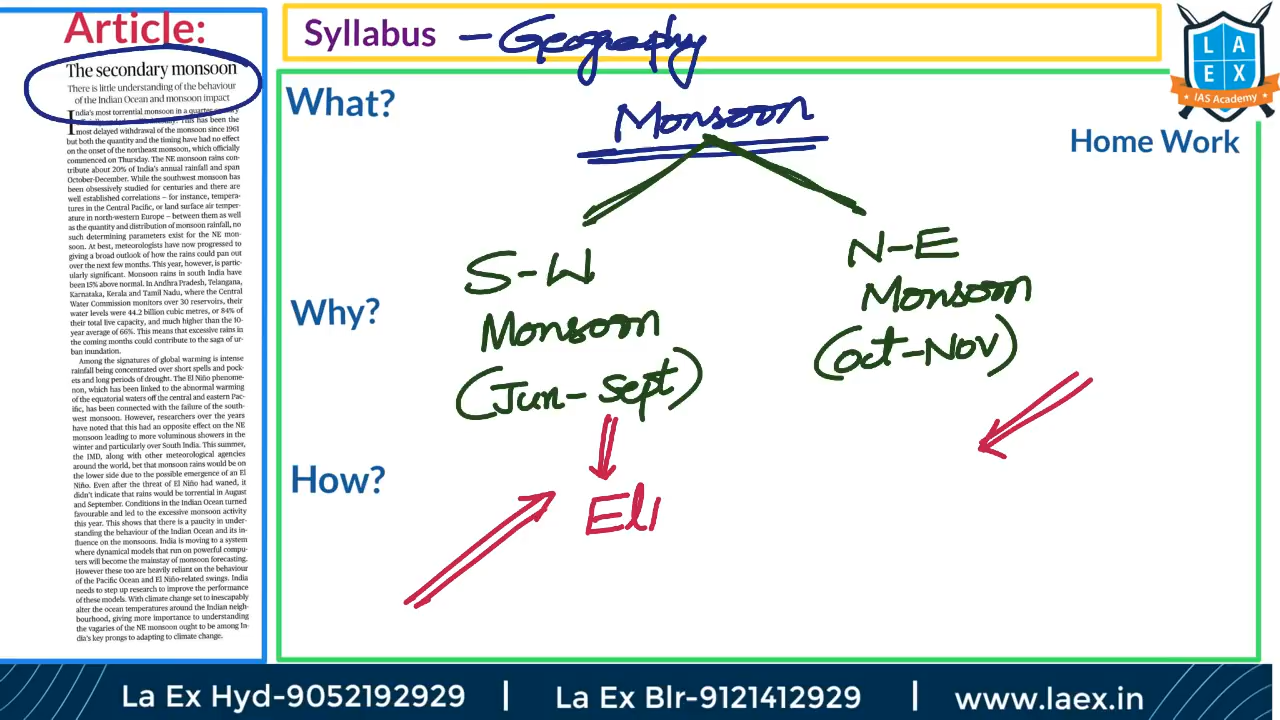 Article:
The secondary monsoon
There is little understanding of the behaviour
of the Indian Ocean and monsoon impact
India's most torrential monsoon in a quarter
most delayed withdrawal of the monsoon since 1961
but both the quantity and the timing have had no effect
on the onset of the northeast monsoon, which officially
commenced on Thursday. The NE monsoon rains con-
tribute about 20% of India's annual rainfall and span
October-December. While the southwest monsoon has
been obsessively studied for centuries and there are
well established correlations – for instance, tempera-
tures in the Central Pacific, or land surface air temper-
ature in north-western Europe – between them as well
as the quantity and distribution of monsoon rainfall, no
such determining parameters exist for the NE mon-
soon. At best, meteorologists have now progressed to
giving a broad outlook of how the rains could pan out
over the next few months. This year, however, is partic-
ularly significant. Monsoon rains in south India have
been 15% above normal. In Andhra Pradesh, Telangana,
Karnataka, Kerala and Tamil Nadu, where the Central
Water Commission monitors over 30 reservoirs, their
water levels were 44.2 billion cubic metres, or 84% of
their total live capacity, and much higher than the 10-
year average of 66%. This means that excessive rains in
the coming months could contribute to the saga of ur-
ban inundation.
Among the signatures of global warming is intense
rainfall being concentrated over short spells and pock-
ets and long periods of drought. The El Niño phenome-
non, which has been linked to the abnormal warming
of the equatorial waters off the central and eastern Pac-
ific, has been connected with the failure of the south-
west monsoon. However, researchers over the years
have noted that this had an opposite effect on the NE
monsoon leading to more voluminous showers in the
winter and particularly over South India. This summer,
the IMD, along with other meteorological agencies
around the world, bet that monsoon rains would be on
the lower side due to the possible emergence of an El
Niño. Even after the threat of El Niño had waned, it
didn't indicate that rains would be torrential in August
and September. Conditions in the Indian Ocean turned
favourable and led to the excessive monsoon activity
this year. This shows that there is a paucity in under-
standing the behaviour of the Indian Ocean and its in-
fluence on the monsoons. India is moving to a system
where dynamical models that run on powerful compu-
ters will become the mainstay of monsoon forecasting.
However these too are heavily reliant on the behaviour
of the Pacific Ocean and El Niño-related swings. India
needs to step up research to improve the performance
of these models. With climate change set to inescapably
alter the ocean temperatures around the Indian neigh-
bourhood, giving more importance to understanding
the vagaries of the NE monsoon ought to be among In-
dia's key prongs to adapting to climate change.
Syllabus - Geography
L A
E X
IAS Academy
What?
Monsoon
Home Work
S-W
Monsoon
(Jun-Sept)
N-E
Monsoon
(Oct-Nov)
Why?
How?
El
La Ex Hyd-9052192929 | La Ex Blr-9121412929 | www.laex.in